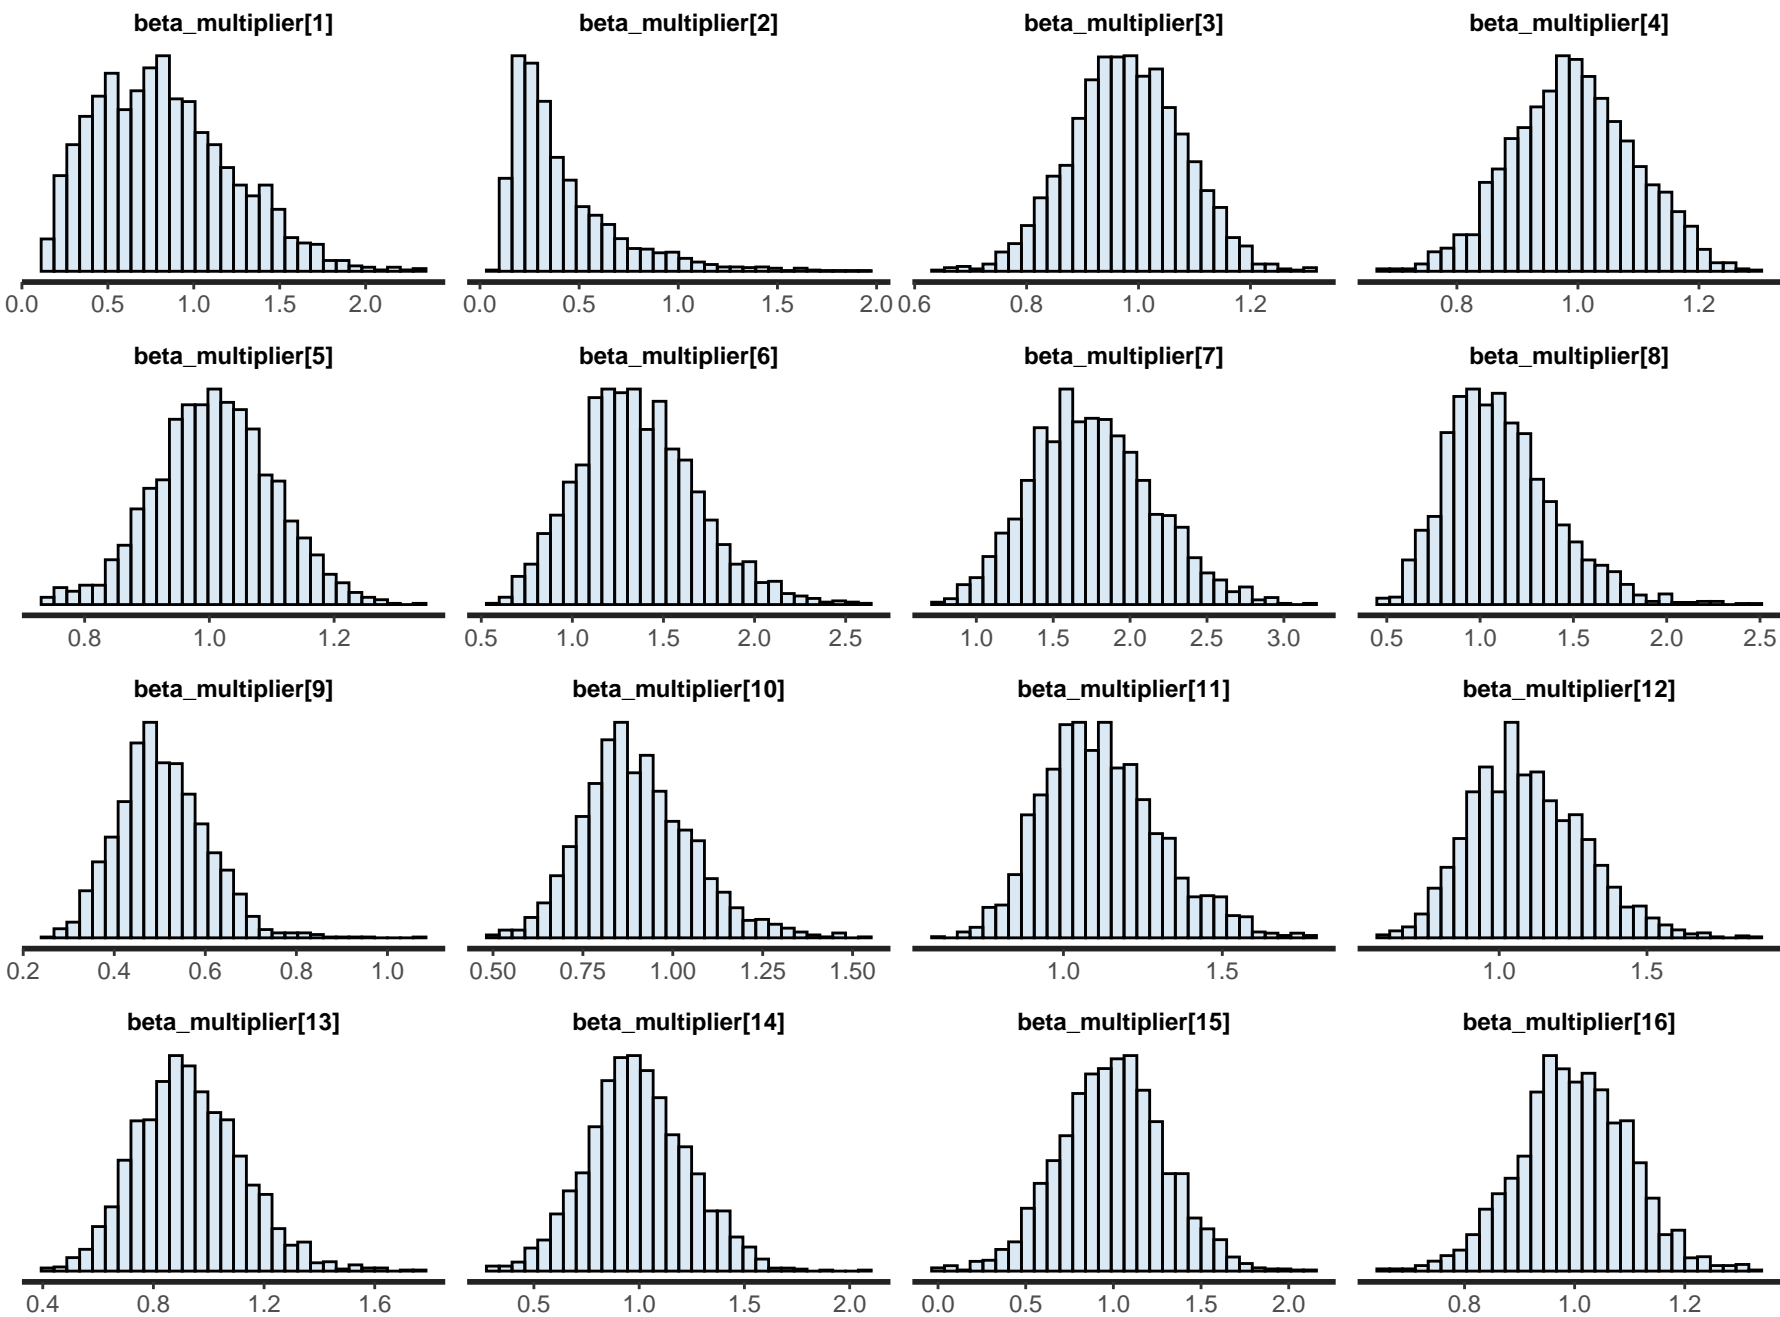 beta_multiplier[1] beta_multiplier[2] beta_multiplier[3] beta_multiplier[4]
0.0 0.5 1.0 1.5 2.0 0.0 0.5 1.0 1.5 2.0 0.6 0.8 1.0 1.2 0.8 1.0 1.2
beta_multiplier[5] beta_multiplier[6] beta_multiplier[7] beta_multiplier[8]
0.8 1.0 1.2 0.5 1.0 1.5 2.0 2.5 1.0 1.5 2.0 2.5 3.0 0.5 1.0 1.5 2.0 2.5
beta_multiplier[9] beta_multiplier[10] beta_multiplier[11] beta_multiplier[12]
0.2 0.4 0.6 0.8 1.0 0.50 0.75 1.00 1.25 1.50 1.0 1.5 1.0 1.5
beta_multiplier[13] beta_multiplier[14] beta_multiplier[15] beta_multiplier[16]
0.4 0.8 1.2 1.6 0.5 1.0 1.5 2.0 0.0 0.5 1.0 1.5 2.0 0.8 1.0 1.2